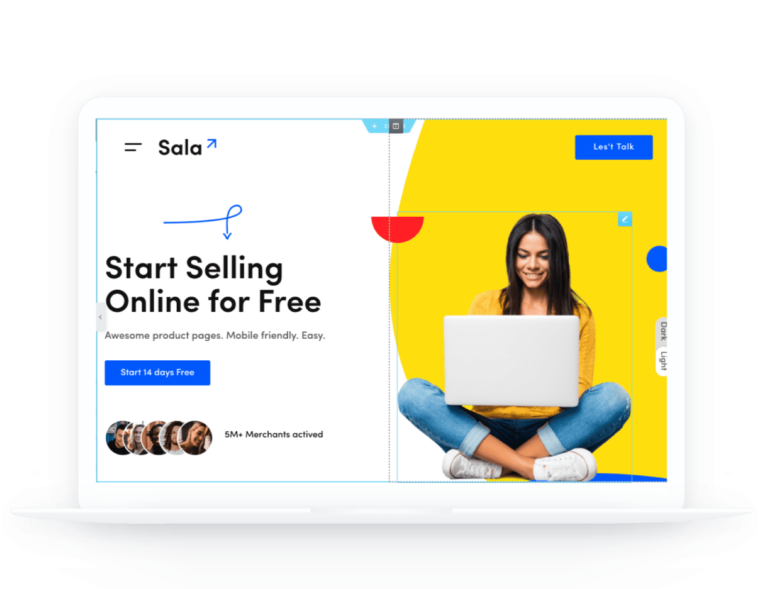 Sala
Les't Talk
Start Selling
Online for Free
Awesome product pages. Mobile friendly. Easy.
Start 14 days Free
5M+ Merchants actived
Dark
Light